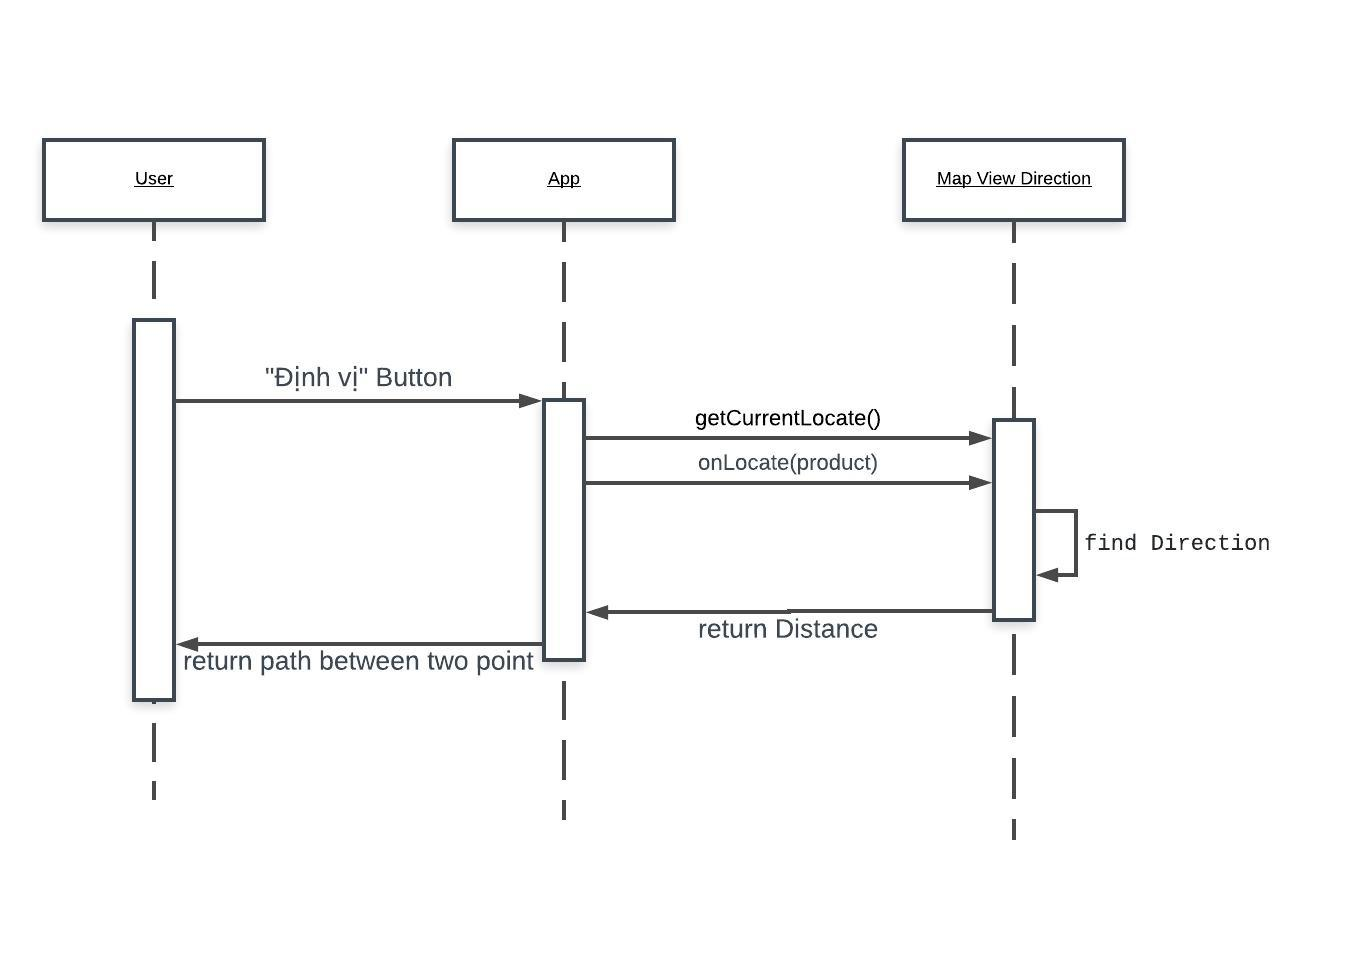 User
App
Map View Direction
"Định vị" Button
getCurrentLocate()
onLocate(product)
find Direction
return Distance
return path between two point